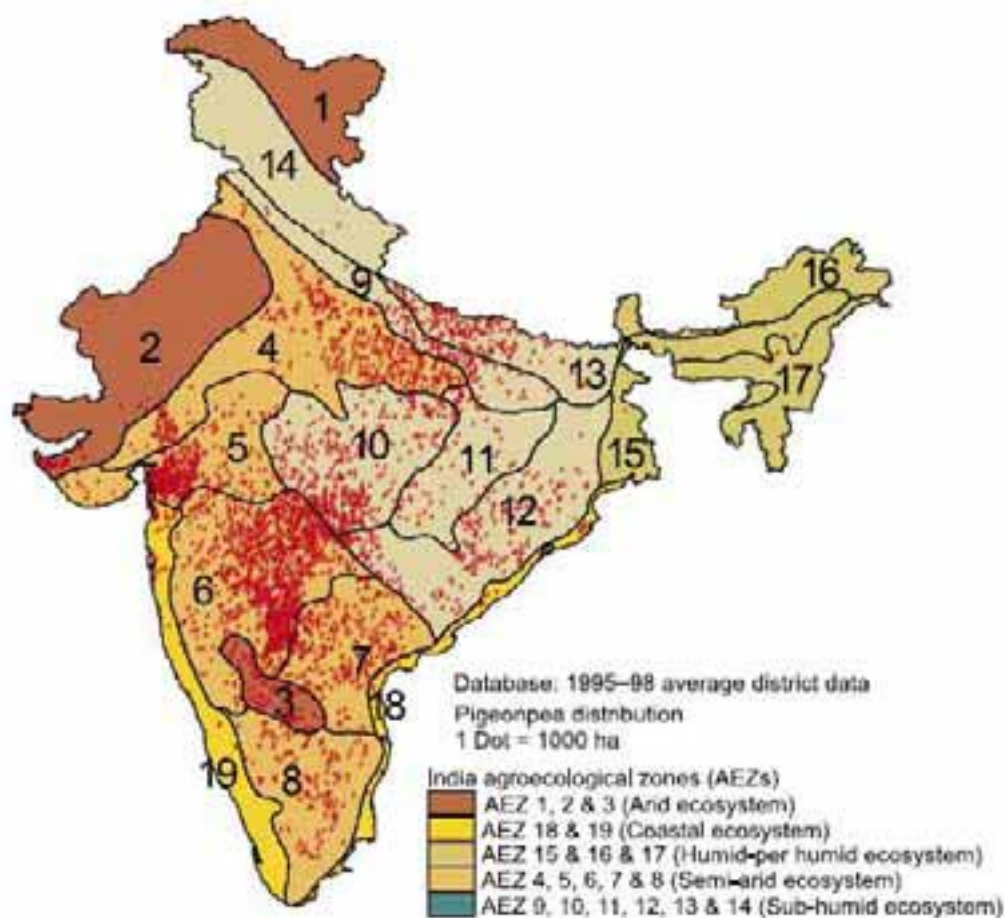 1
14
9
16
2
4
13
17
5
10
11
15
12
6
7
3
18
19
8
Database: 1995–98 average district data
Pigeonpea distribution
1 Dot = 1000 ha
India agroecological zones (AEZs)
AEZ 1, 2 & 3 (Arid ecosystem)
AEZ 18 & 19 (Coastal ecosystem)
AEZ 15 & 16 & 17 (Humid-per humid ecosystem)
AEZ 4, 5, 6, 7 & 8 (Semi-arid ecosystem)
AEZ 9, 10, 11, 12, 13 & 14 (Sub-humid ecosystem)